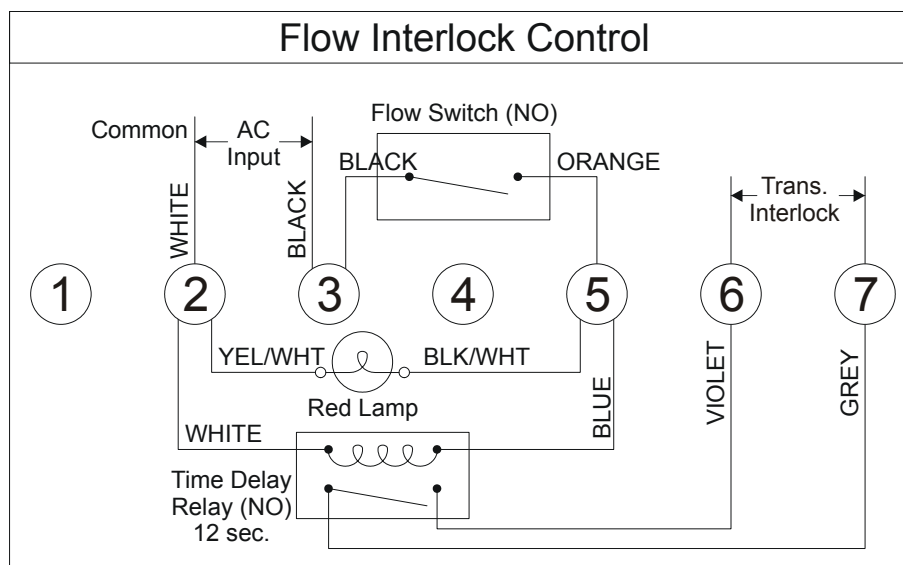 Flow Interlock Control
Common
AC
Input
Flow Switch (NO)
BLACK
ORANGE
Trans.
Interlock
WHITE
BLACK
1
2
3
4
5
6
7
YEL/WHT
BLK/WHT
Red Lamp
BLUE
VIOLET
GREY
WHITE
Time Delay
Relay (NO)
12 sec.